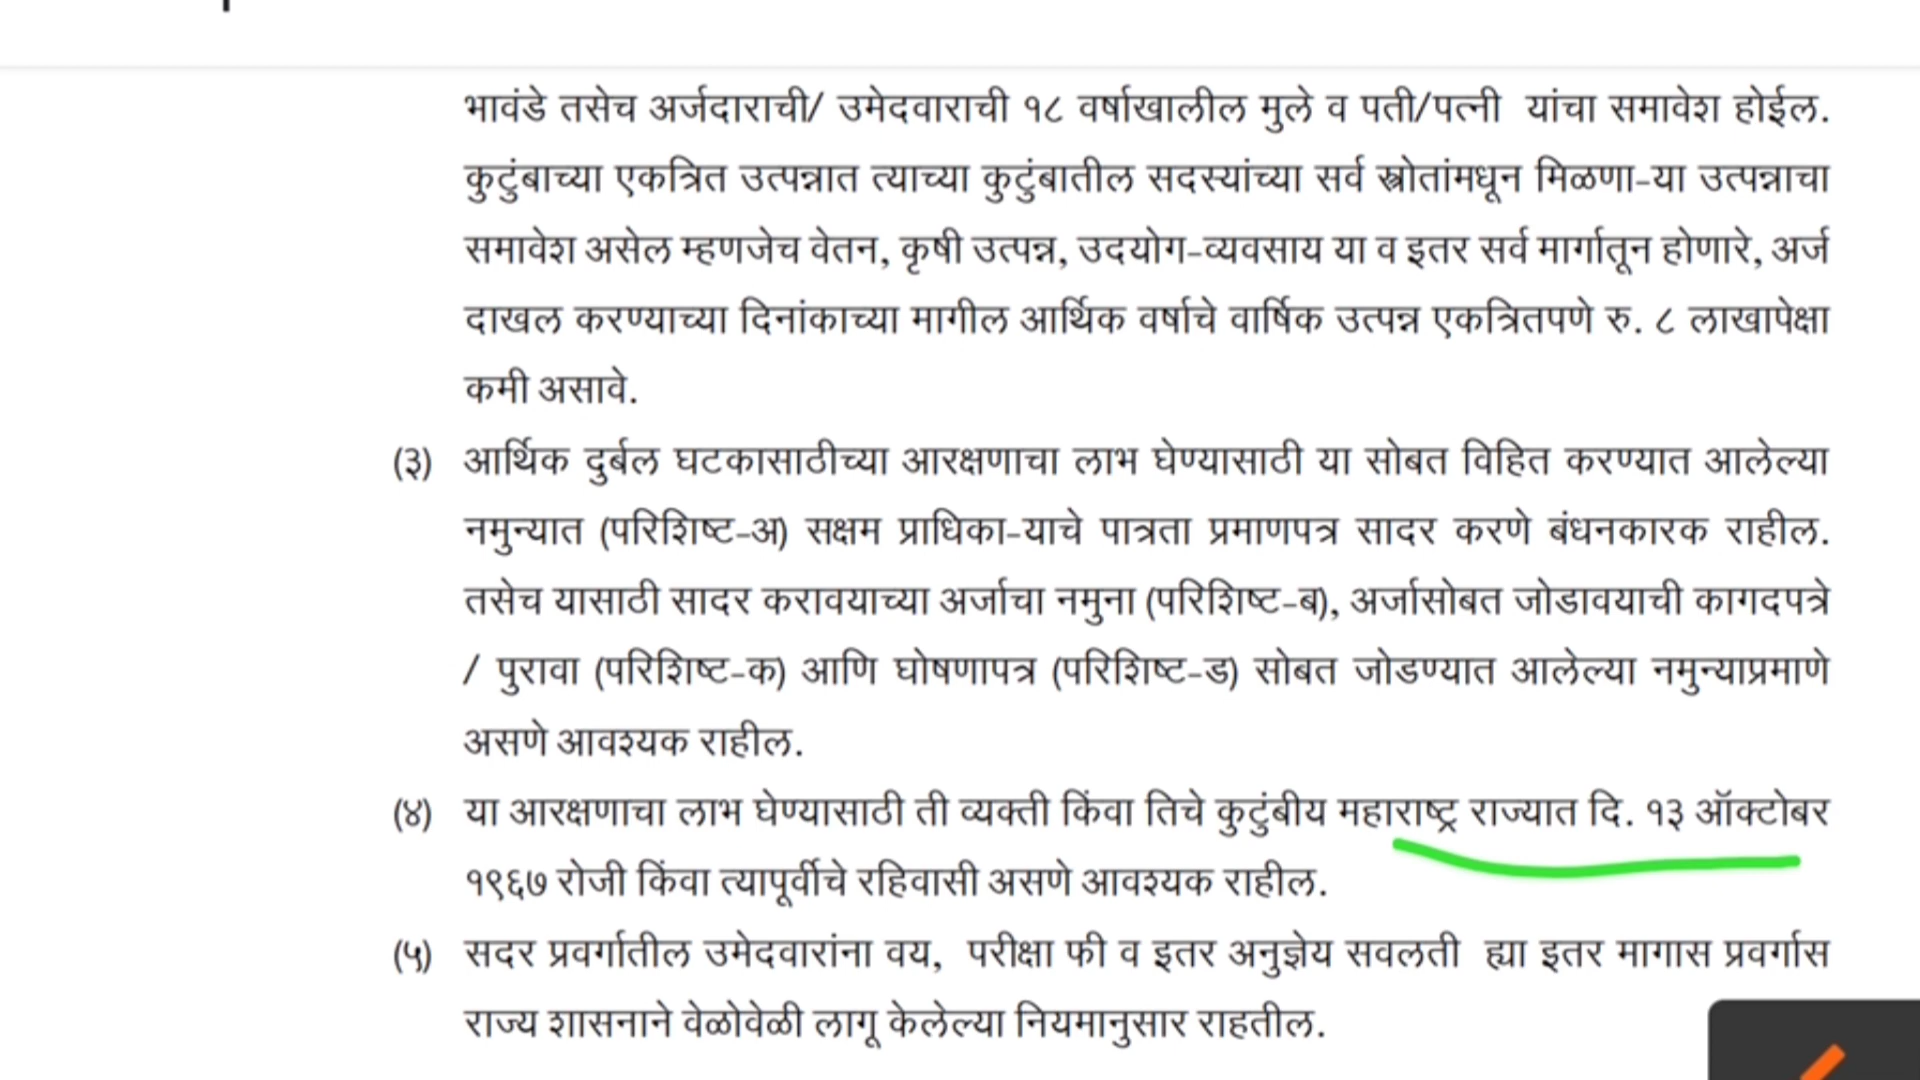 भावंडे तसेच अर्जदाराची/ उमेदवाराची १८ वर्षाखालील मुले व पती/पत्नी यांचा समावेश होईल.
कुटुंबाच्या एकत्रित उत्पन्नात त्याच्या कुटुंबातील सदस्यांच्या सर्व स्त्रोतांमधून मिळणा-या उत्पन्नाचा
समावेश असेल म्हणजेच वेतन, कृषी उत्पन्न, उदयोग-व्यवसाय या व इतर सर्व मार्गातून होणारे, अर्ज
दाखल करण्याच्या दिनांकाच्या मागील आर्थिक वर्षाचे वार्षिक उत्पन्न एकत्रितपणे रु. ८ लाखापेक्षा
कमी असावे.
(३) आर्थिक दुर्बल घटकासाठीच्या आरक्षणाचा लाभ घेण्यासाठी या सोबत विहित करण्यात आलेल्या
नमुन्यात (परिशिष्ट-अ) सक्षम प्राधिका-याचे पात्रता प्रमाणपत्र सादर करणे बंधनकारक राहील.
तसेच यासाठी सादर करावयाच्या अर्जाचा नमुना (परिशिष्ट-ब), अर्जासोबत जोडावयाची कागदपत्रे
/ पुरावा (परिशिष्ट-क) आणि घोषणापत्र (परिशिष्ट-ड) सोबत जोडण्यात आलेल्या नमुन्याप्रमाणे
असणे आवश्यक राहील.
(४) या आरक्षणाचा लाभ घेण्यासाठी ती व्यक्ती किंवा तिचे कुटुंबीय महाराष्ट्र राज्यात दि. १३ ऑक्टोबर
१९६७ रोजी किंवा त्यापूर्वीचे रहिवासी असणे आवश्यक राहील.
(५) सदर प्रवर्गातील उमेदवारांना वय, परीक्षा फी व इतर अनुज्ञेय सवलती ह्या इतर मागास प्रवर्गास
राज्य शासनाने वेळोवेळी लागू केलेल्या नियमानुसार राहतील.